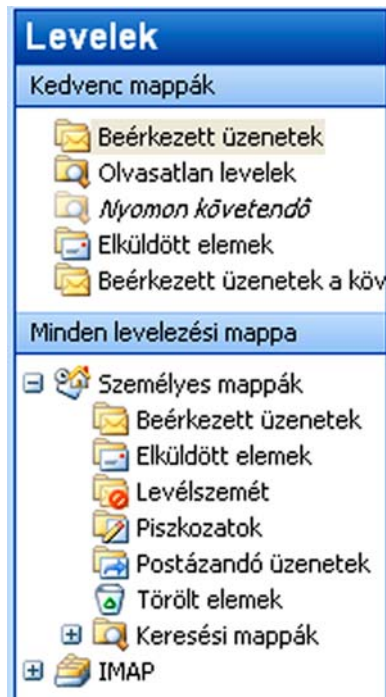 Levelek
Kedvenc mappák
Beérkezett üzenetek
Olvasatlan levelek
Nyomon követendô
Elküldött elemek
Beérkezett üzenetek a köv
Minden levelezési mappa
Személyes mappák
Beérkezett üzenetek
Elküldött elemek
Levélszemét
Piszkozatok
Postázandó üzenetek
Törölt elemek
Keresési mappák
IMAP